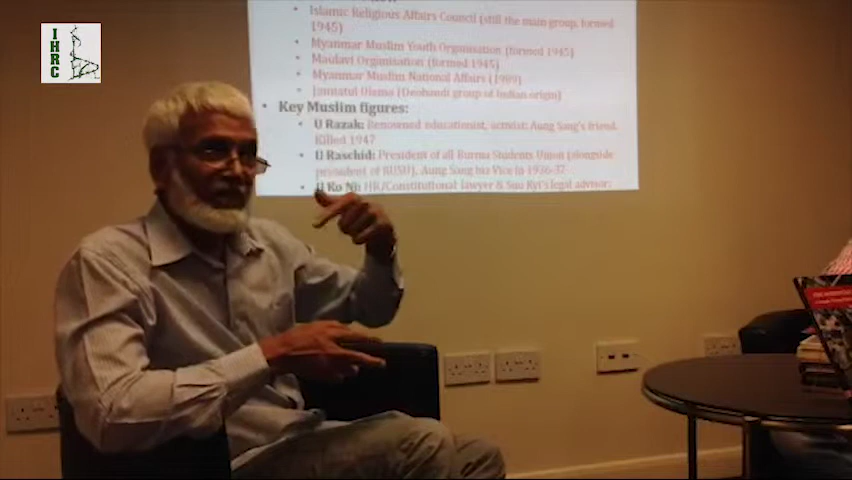 IHRC
Islamic Religious Affairs Council (still the main group, formed
1945)
Myanmar Muslim Youth Organisation (formed 1945)
Maulavi Organisation (formed 1945)
Myanmar Muslim National Affairs (1989)
Jamiatul Ulema (Deobandi group of Indian origin)
Key Muslim figures:
U Razak: Renowned educationist, activist; Aung Sang's friend.
Killed 1947
U Raschid: President of all Burma Students Union (alongside
president of RUSU). Aung Sang his Vice in 1936-37
U Ko Ni: HR/Constitutional lawyer & Suu Kyi's legal advisor;